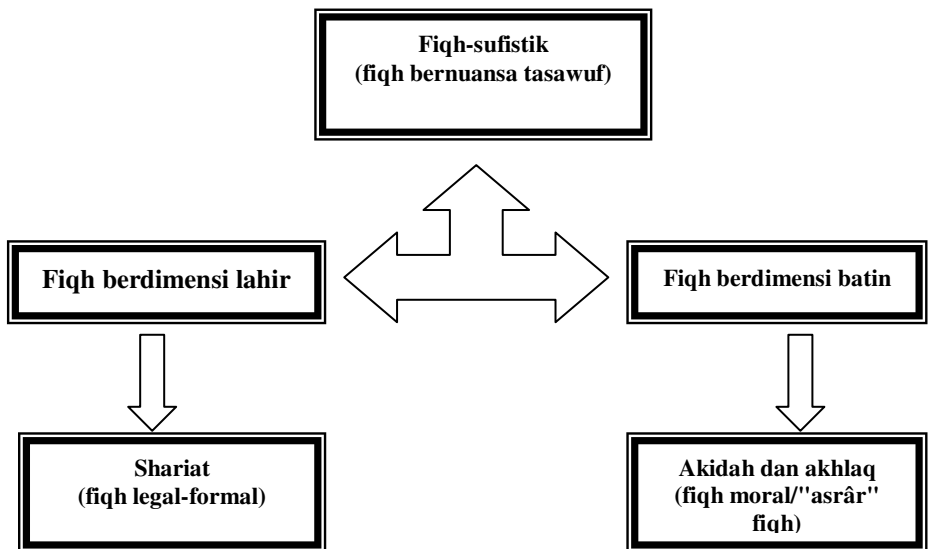 Fiqh-sufistik
(fiqh bernuansa tasawuf)
Fiqh berdimensi lahir
Fiqh berdimensi batin
Shariat
(fiqh legal-formal)
Akidah dan akhlaq
(fiqh moral/"asrâr"
fiqh)